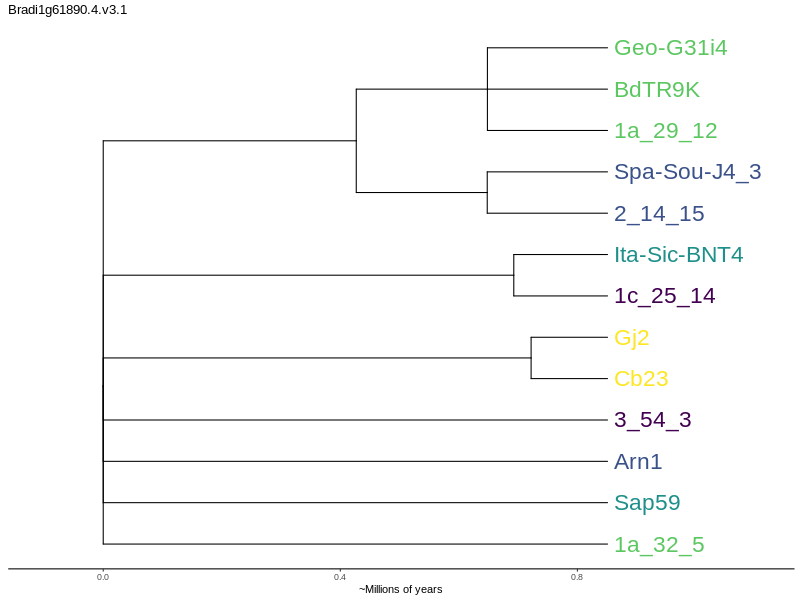 Bradi1g61890.4.v3.1
Geo-G31i4
BdTR9K
1a_29_12
Spa-Sou-J4_3
2_14_15
Ita-Sic-BNT4
1c_25_14
Gj2
Cb23
3_54_3
Arn1
Sap59
1a_32_5
0.0 0.4 0.8
~Millions of years